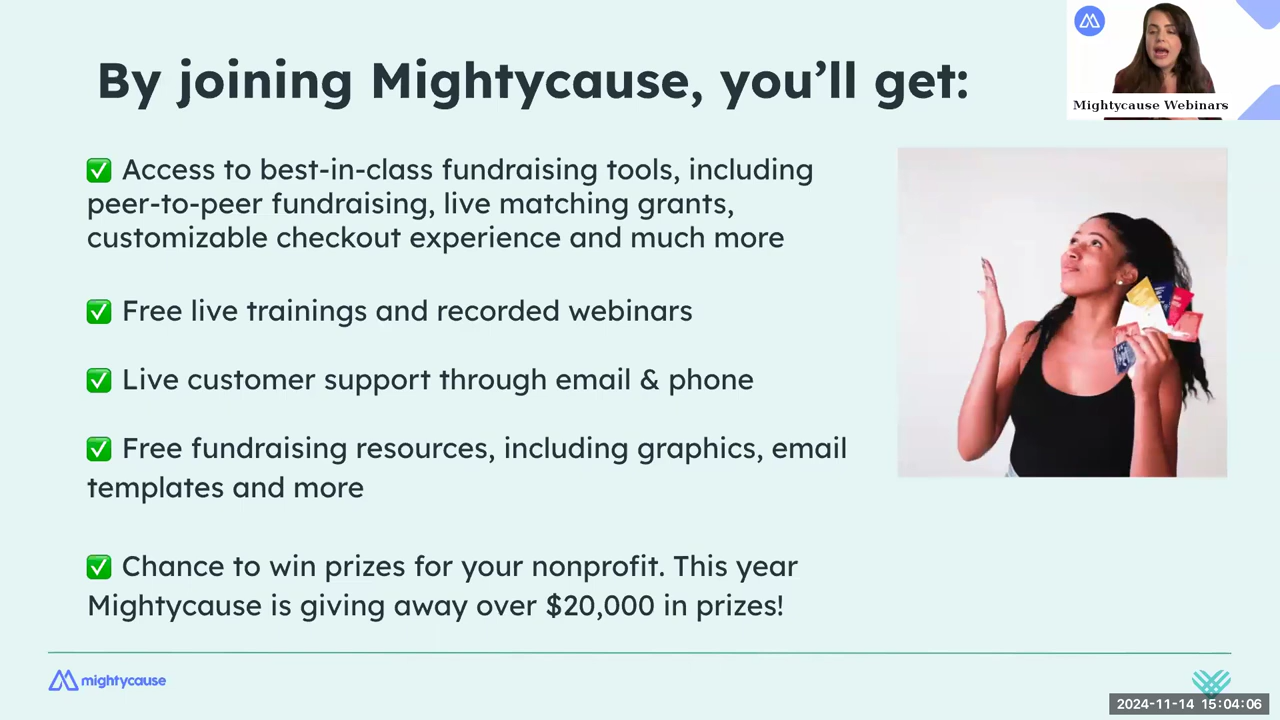 By joining Mightycause, you’ll get:
Mightycause Webinars
✅ Access to best-in-class fundraising tools, including
peer-to-peer fundraising, live matching grants,
customizable checkout experience and much more
✅ Free live trainings and recorded webinars
✅ Live customer support through email & phone
✅ Free fundraising resources, including graphics, email
templates and more
✅ Chance to win prizes for your nonprofit. This year
Mightycause is giving away over $20,000 in prizes!
mightycause
2024-11-14 15:04:06